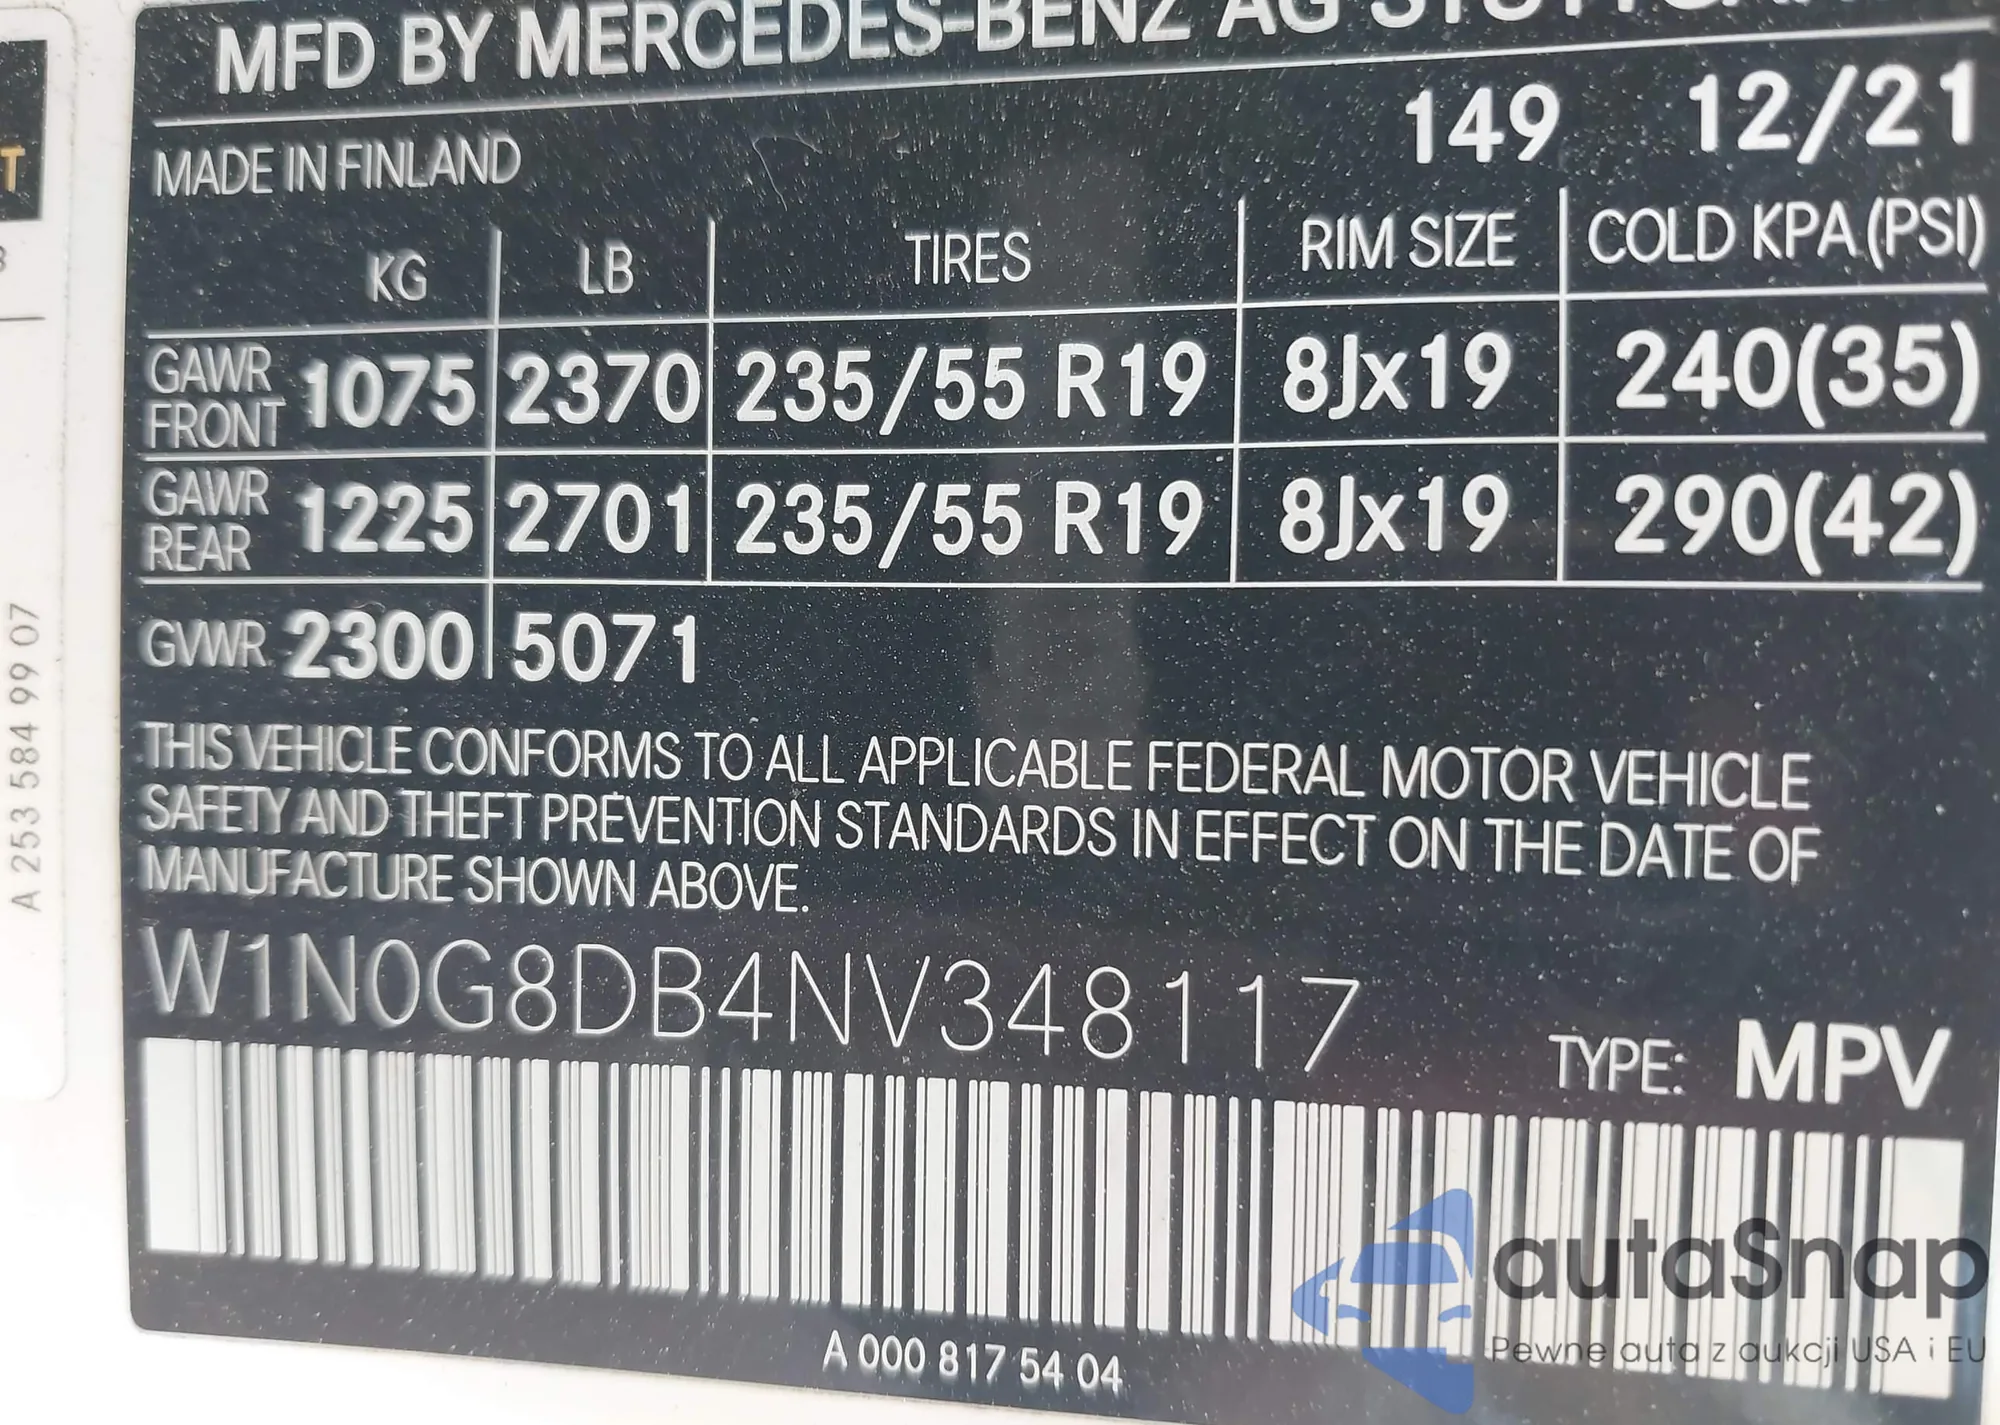 MFD BY MERCEDES-BENZ AG STUTTGART
149 12/21
MADE IN FINLAND
KG LB TIRES RIM SIZE COLD KPA (PSI)
GAWR FRONT 1075 2370 235/55 R19 8Jx19 240(35)
GAWR REAR 1225 2701 235/55 R19 8Jx19 290(42)
GVWR 2300 5071
THIS VEHICLE CONFORMS TO ALL APPLICABLE FEDERAL MOTOR VEHICLE
SAFETY AND THEFT PREVENTION STANDARDS IN EFFECT ON THE DATE OF
MANUFACTURE SHOWN ABOVE.
W1N0G8DB4NV348117
TYPE: MPV
A 000 817 54 04
A 253 584 99 07
T
autaSnap
Pewne auta z aukcji USA i EU